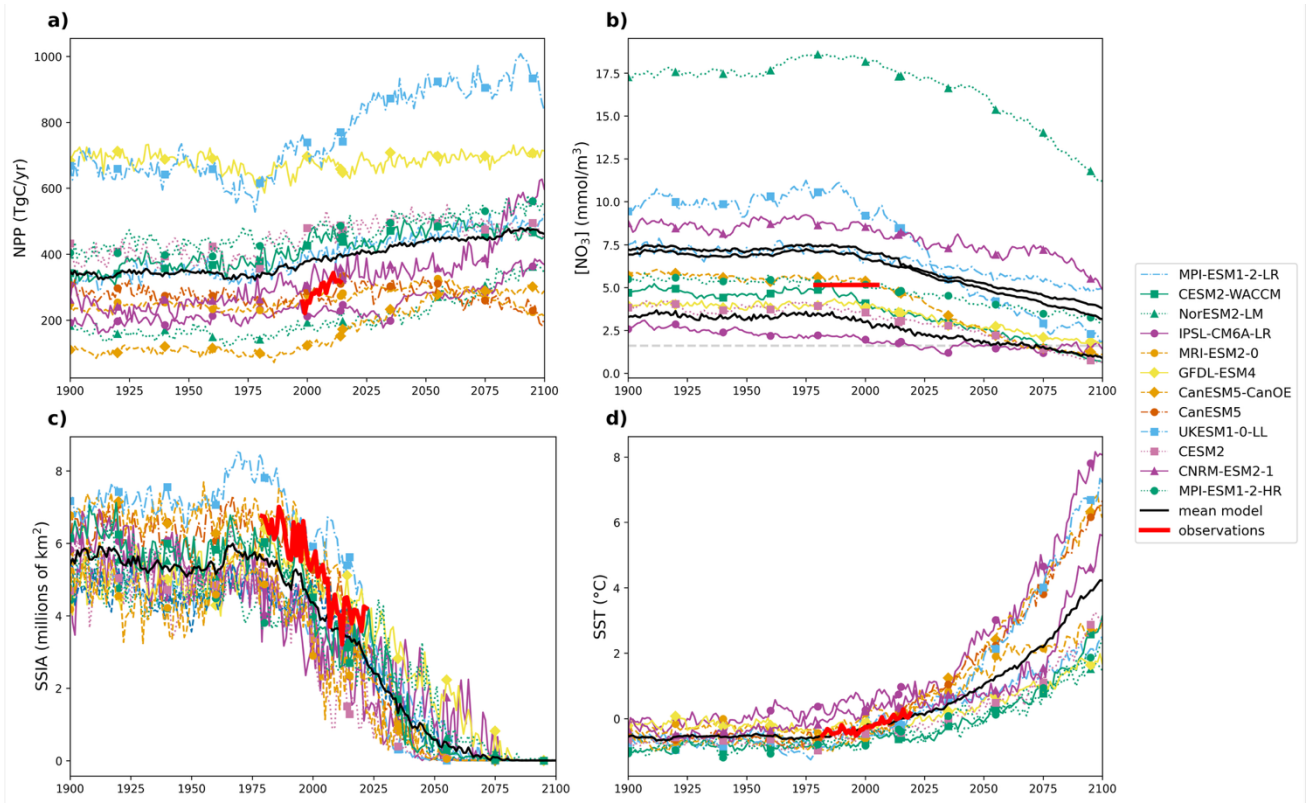 a)
NPP (TgC/yr)
1000
800
600
400
200
1900 1925 1950 1975 2000 2025 2050 2075 2100
b)
[NO₃] (mmol/m³)
17.5
15.0
12.5
10.0
7.5
5.0
2.5
0.0
1900 1925 1950 1975 2000 2025 2050 2075 2100
c)
SSIA (millions of km²)
8
6
4
2
0
1900 1925 1950 1975 2000 2025 2050 2075 2100
d)
SST (°C)
8
6
4
2
0
1900 1925 1950 1975 2000 2025 2050 2075 2100
MPI-ESM1-2-LR
CESM2-WACCM
NorESM2-LM
IPSL-CM6A-LR
MRI-ESM2-0
GFDL-ESM4
CanESM5-CanOE
CanESM5
UKESM1-0-LL
CESM2
CNRM-ESM2-1
MPI-ESM1-2-HR
mean model
observations